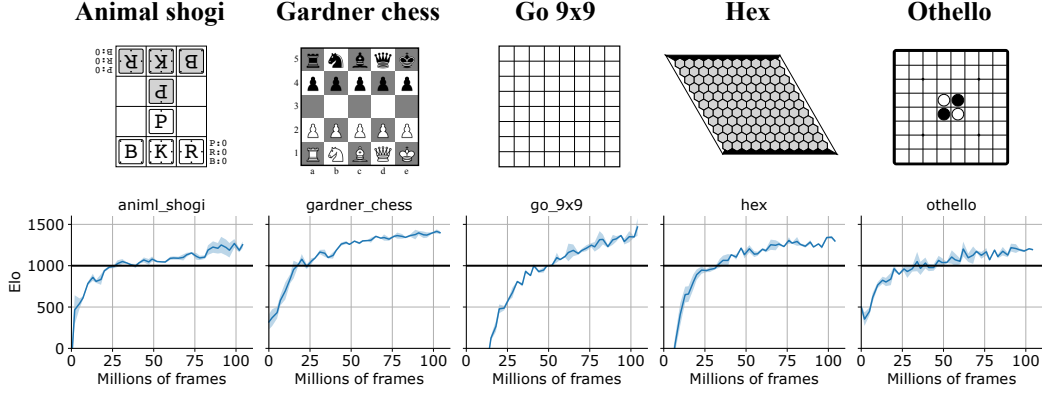 Animal shogi
Gardner chess
Go 9x9
Hex
Othello
P:0
R:0
B:0
R K B
P
P
B K R
P:0
R:0
B:0
5
4
3
2
1
a b c d e
animl_shogi
gardner_chess
go_9x9
hex
othello
Elo
1500
1000
500
0
0 25 50 75 100
0 25 50 75 100
0 25 50 75 100
0 25 50 75 100
0 25 50 75 100
Millions of frames
Millions of frames
Millions of frames
Millions of frames
Millions of frames